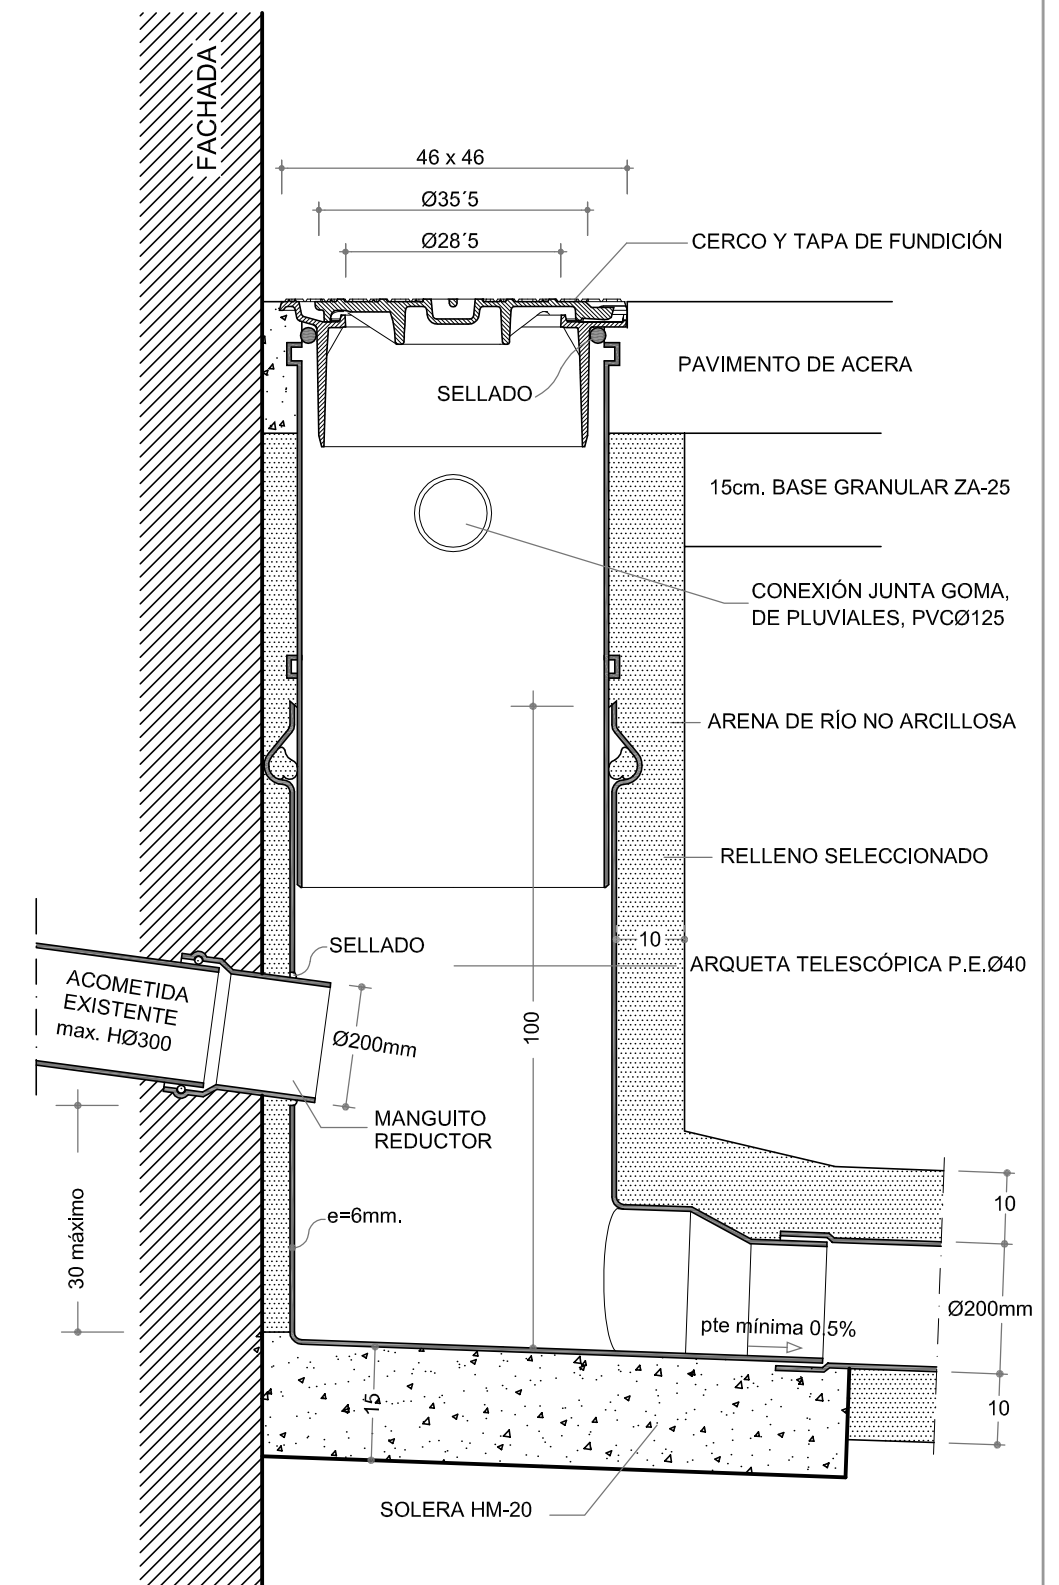 FACHADA
46 x 46
Ø35´5
Ø28´5
CERCO Y TAPA DE FUNDICIÓN
PAVIMENTO DE ACERA
SELLADO
15cm. BASE GRANULAR ZA-25
CONEXIÓN JUNTA GOMA,
DE PLUVIALES, PVCØ125
ARENA DE RÍO NO ARCILLOSA
RELLENO SELECCIONADO
10
SELLADO
ARQUETA TELESCÓPICA P.E.Ø40
ACOMETIDA
EXISTENTE
max. HØ300
100
Ø200mm
MANGUITO
REDUCTOR
30 máximo
e=6mm.
10
Ø200mm
pte mínima 0.5%
15
10
SOLERA HM-20